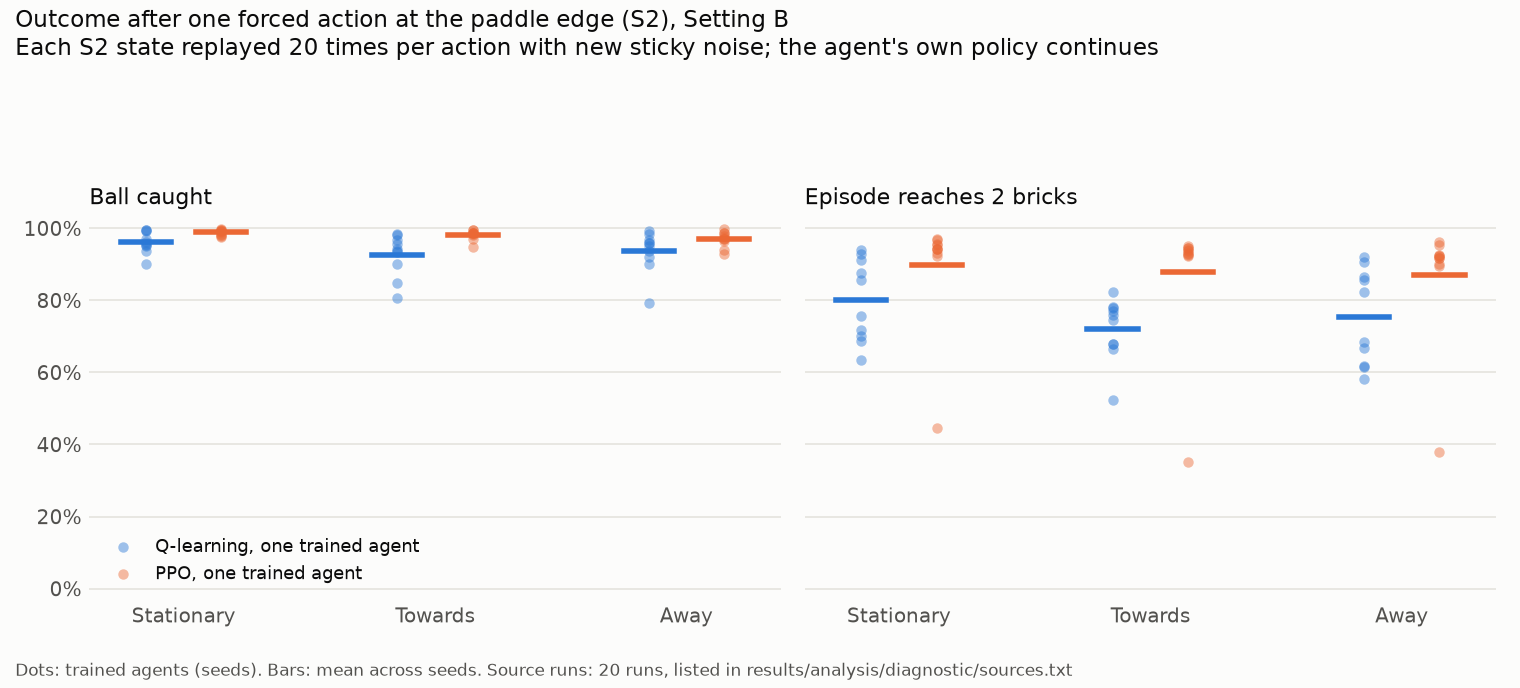 Outcome after one forced action at the paddle edge (S2), Setting B
Each S2 state replayed 20 times per action with new sticky noise; the agent's own policy continues
Ball caught
Episode reaches 2 bricks
100%
80%
60%
40%
20%
0%
Q-learning, one trained agent
PPO, one trained agent
Stationary
Towards
Away
Stationary
Towards
Away
Dots: trained agents (seeds). Bars: mean across seeds. Source runs: 20 runs, listed in results/analysis/diagnostic/sources.txt